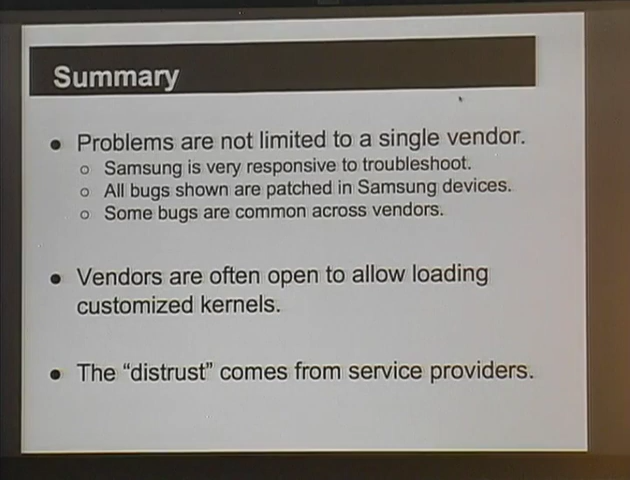 Summary
● Problems are not limited to a single vendor.
○ Samsung is very responsive to troubleshoot.
○ All bugs shown are patched in Samsung devices.
○ Some bugs are common across vendors.
● Vendors are often open to allow loading
customized kernels.
● The “distrust” comes from service providers.